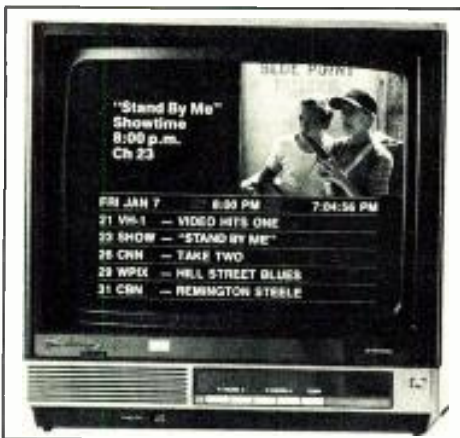 BLUE POINT
"Stand By Me"
Showtime
8:00 p.m.
Ch 23
FRI JAN 7 8:00 PM 7:04:56 PM
21 VH-1 — VIDEO HITS ONE
23 SHOW — "STAND BY ME"
26 CNN — TAKE TWO
29 WPIX — HILL STREET BLUES
31 CBN — REMINGTON STEELE